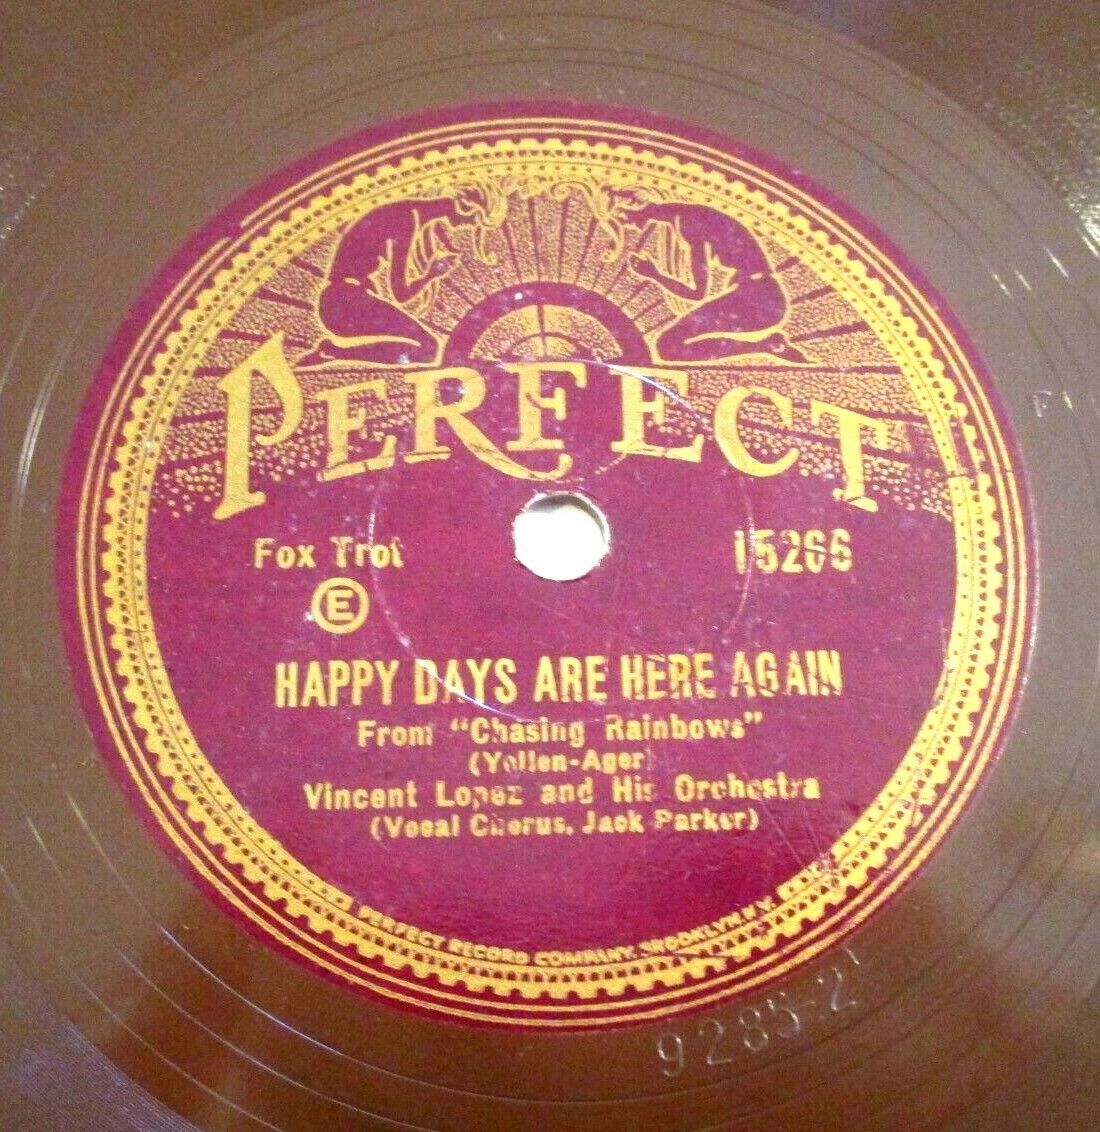 PERFECT
Fox Trot 15266
E
HAPPY DAYS ARE HERE AGAIN
From "Chasing Rainbows"
(Yellen-Ager)
Vincent Lopez and His Orchestra
(Vocal Chorus, Jack Parker)
PERFECT RECORD COMPANY, BROOKLYN, N.Y.
9285-2
F